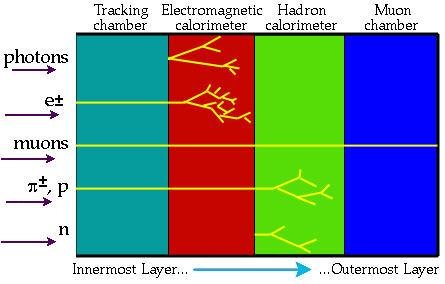 Tracking chamber
Electromagnetic calorimeter
Hadron calorimeter
Muon chamber
photons
e±
muons
π±, p
n
Innermost Layer...
...Outermost Layer